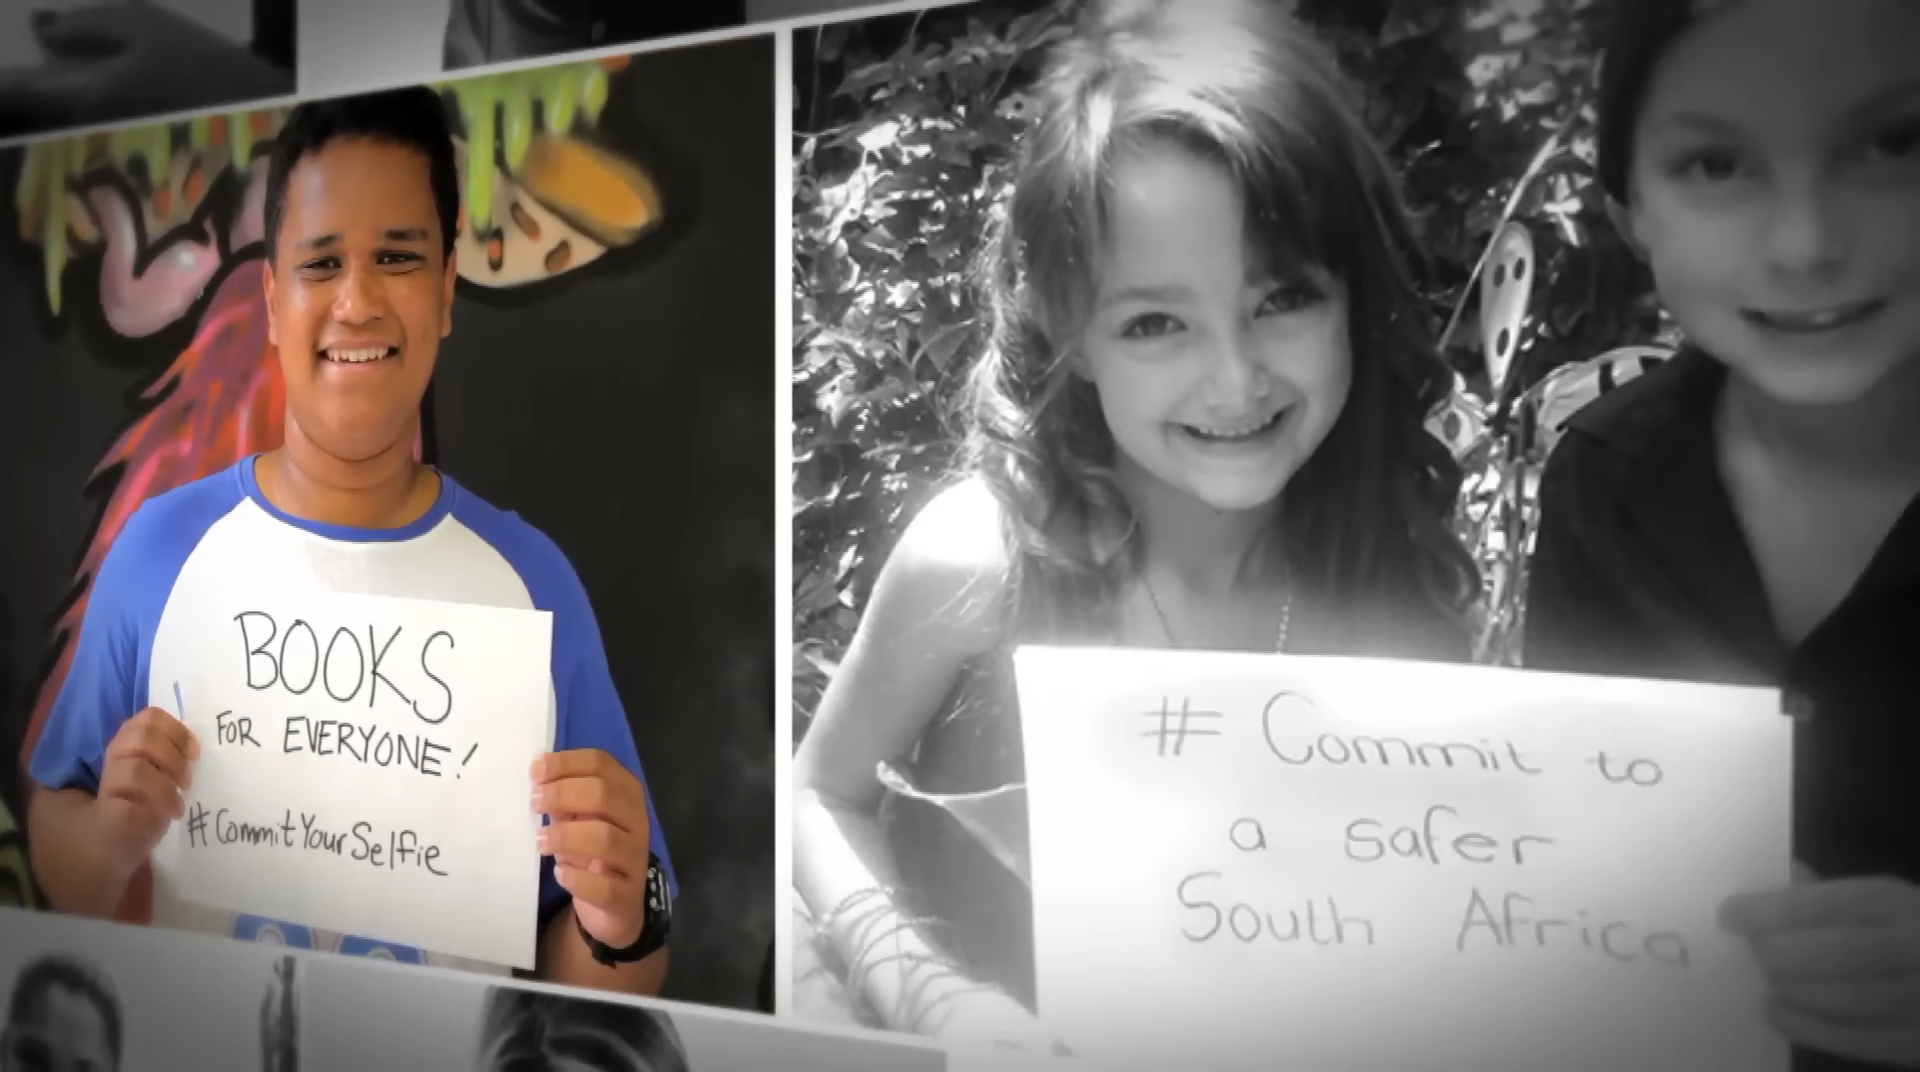 BOOKS
FOR EVERYONE!
#CommitYourSelfie
# Commit to
a safer
South Africa